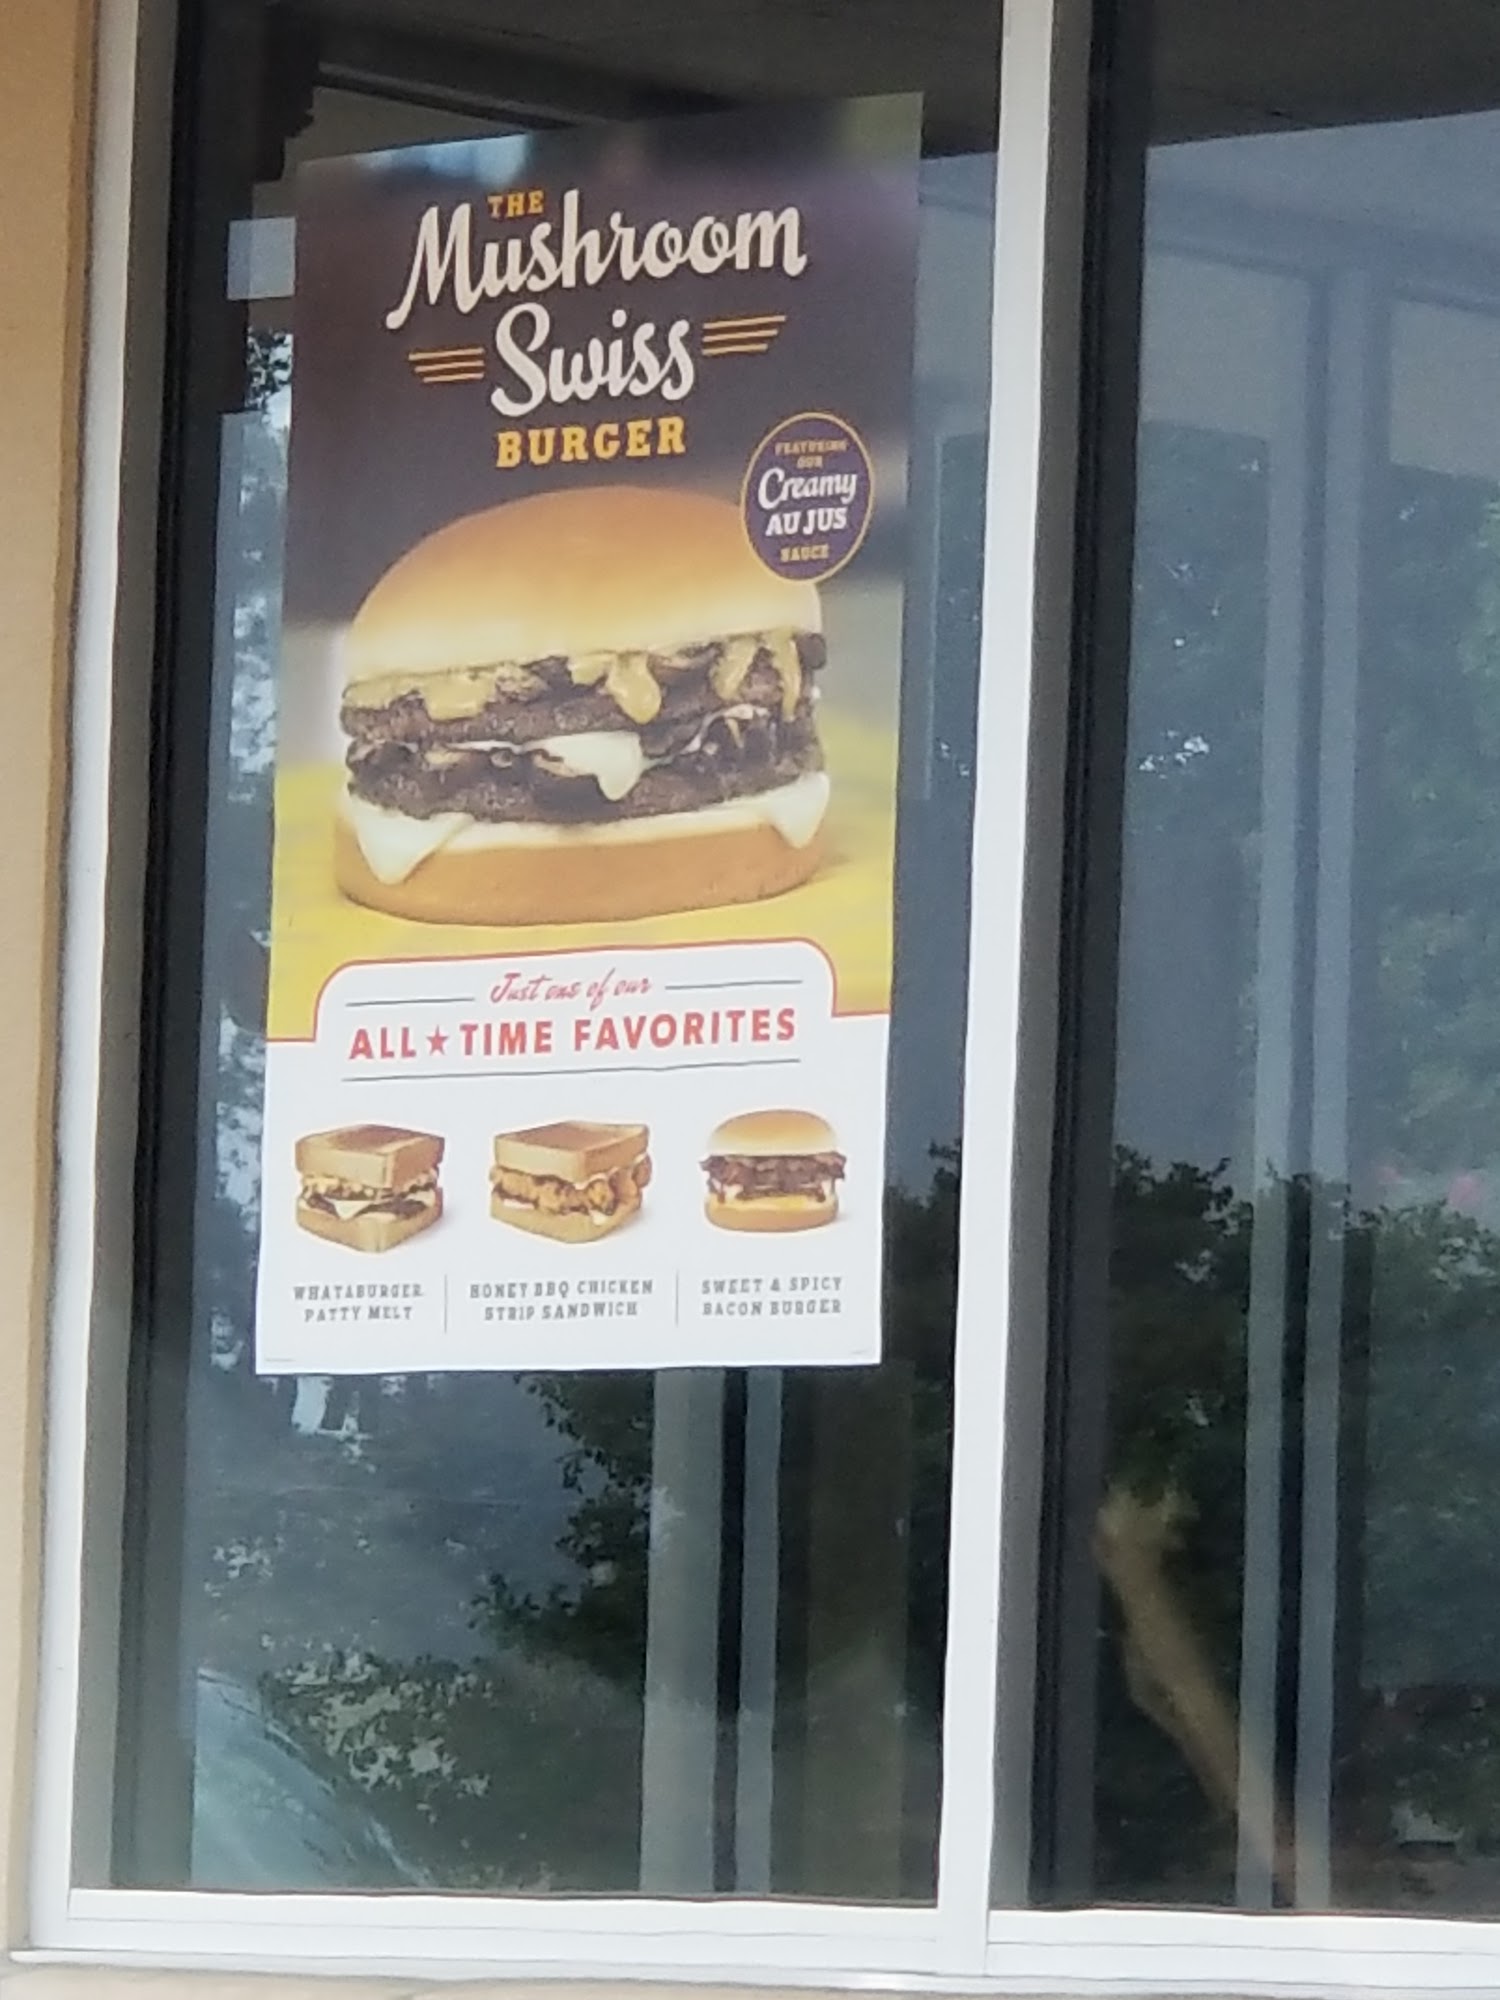 THE
Mushroom
Swiss
BURGER
FEATURING
OUR
Creamy
AU JUS
SAUCE
Just one of our
ALL★TIME FAVORITES
WHATABURGER
PATTY MELT
HONEY BBQ CHICKEN
STRIP SANDWICH
SWEET & SPICY
BACON BURGER